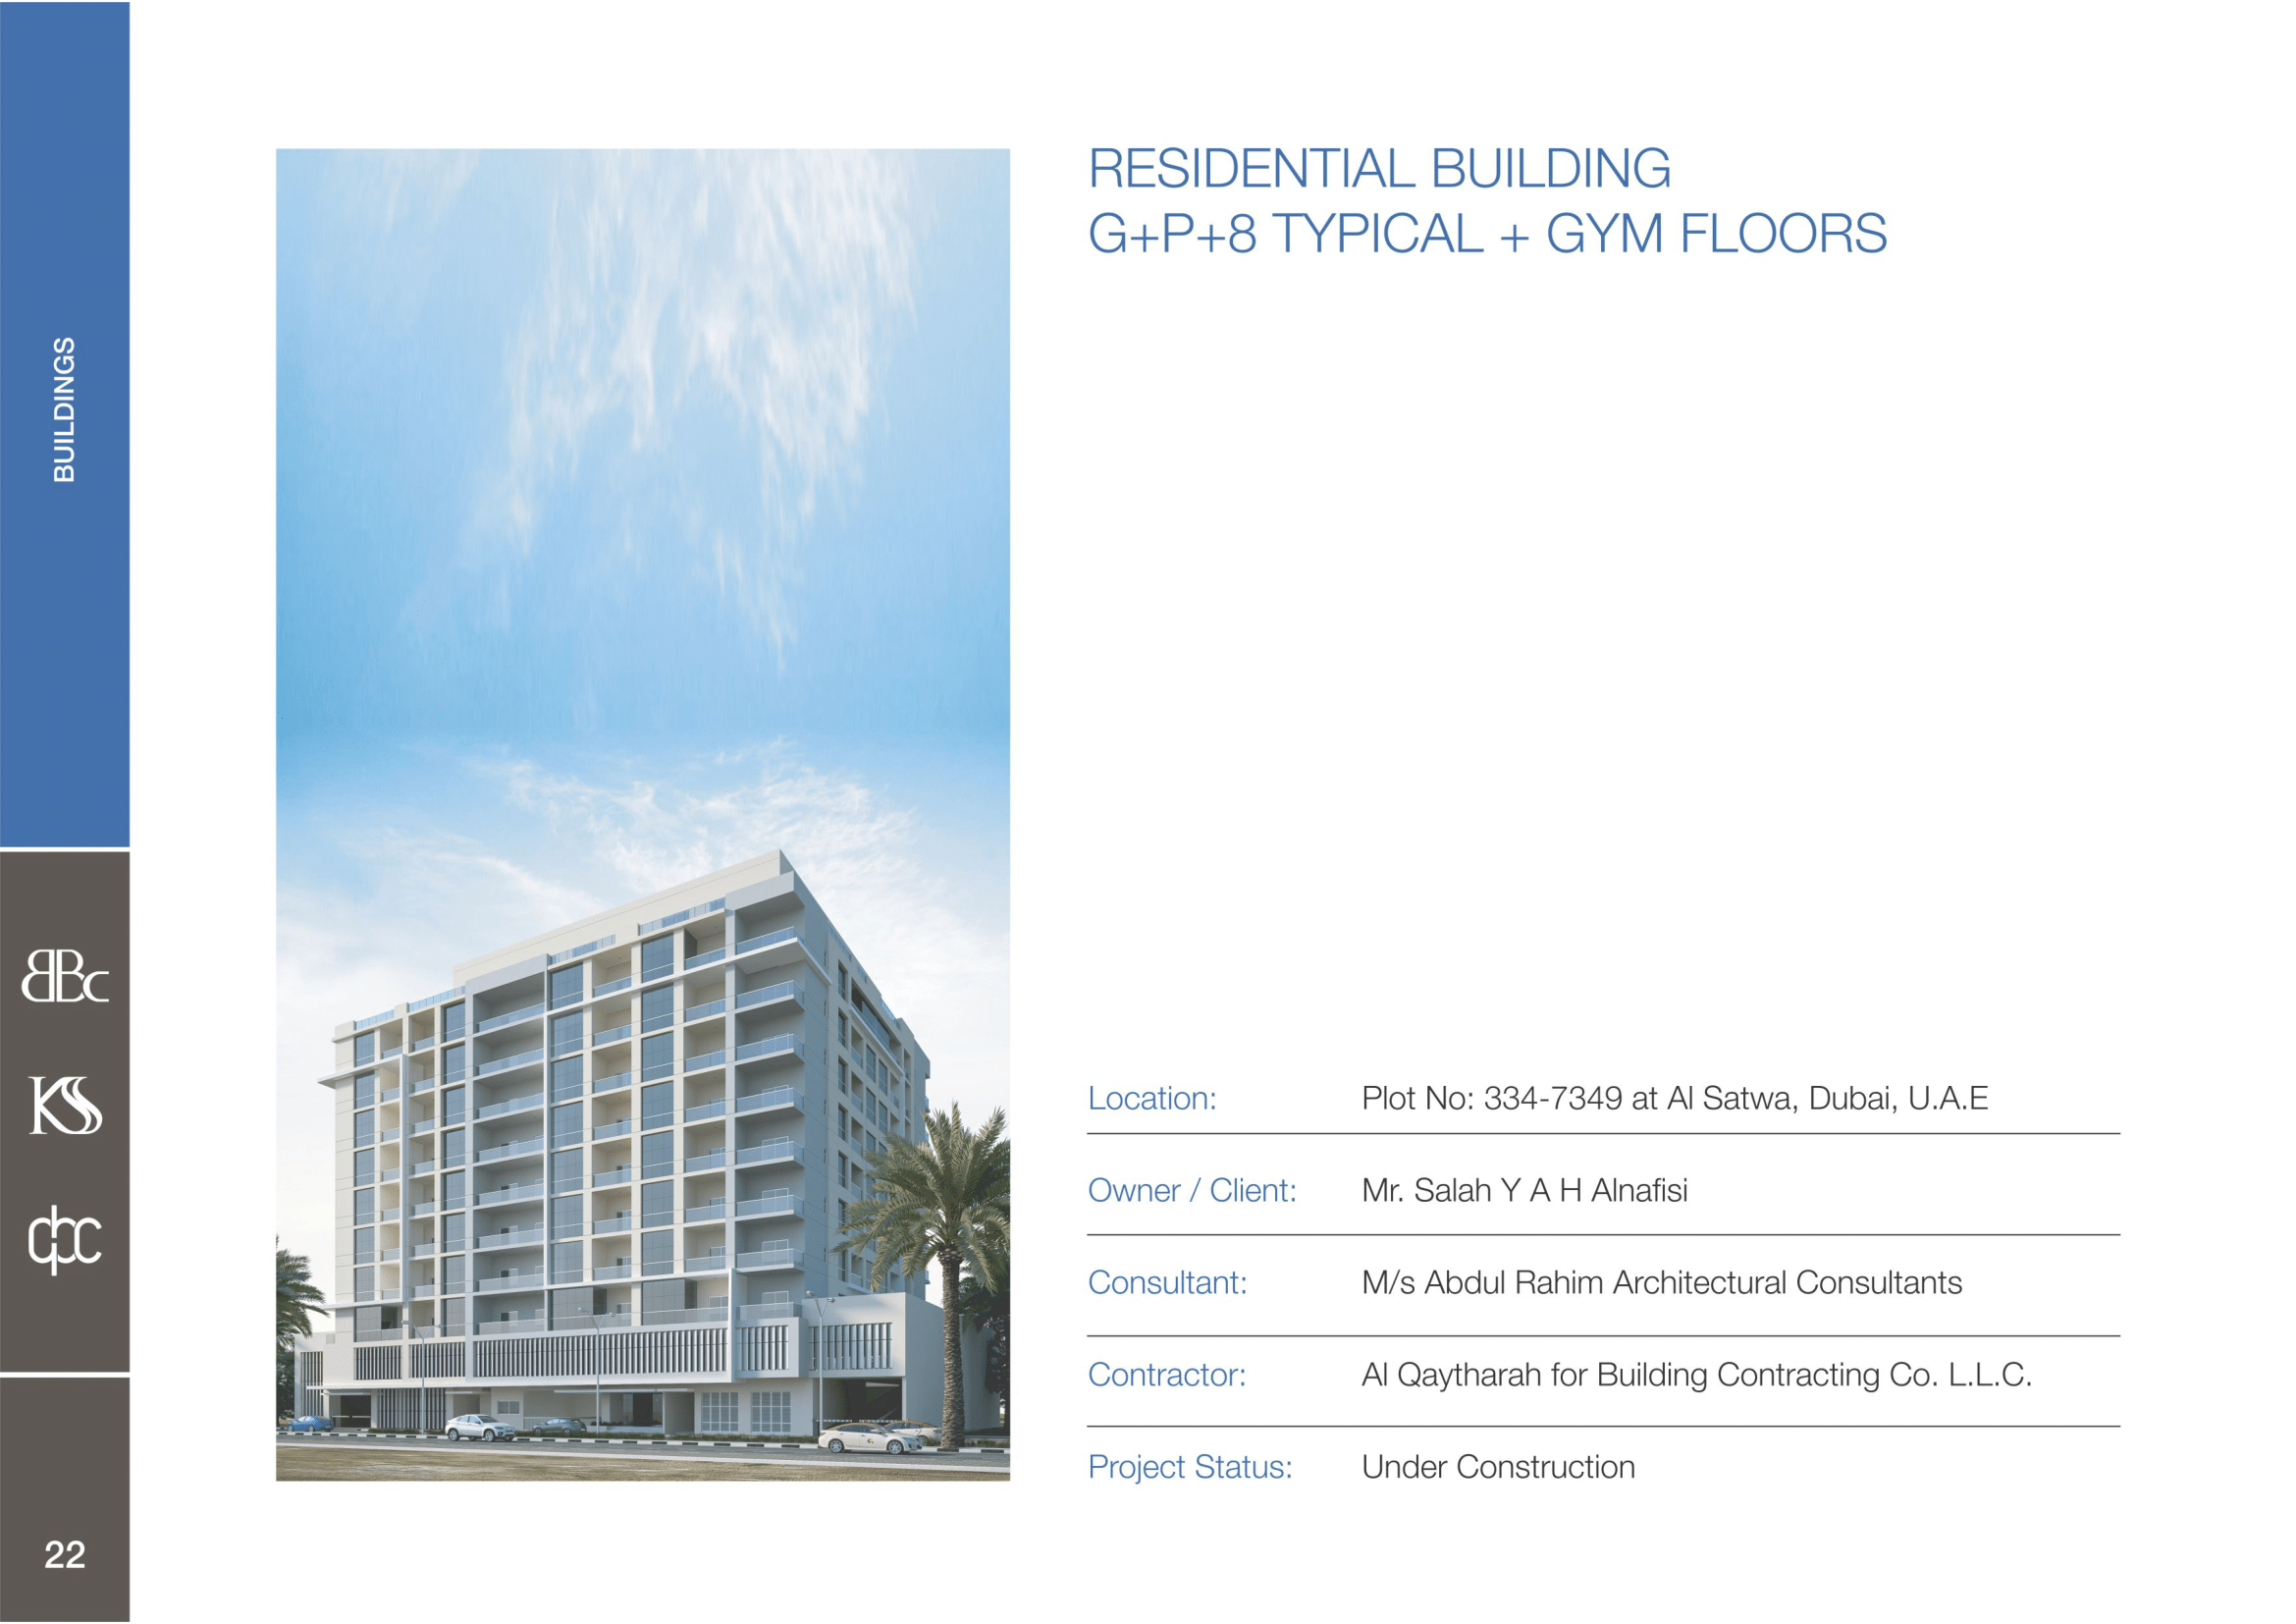 BUILDINGS
BBc
KS
qbc
22
RESIDENTIAL BUILDING
G+P+8 TYPICAL + GYM FLOORS
Location: Plot No: 334-7349 at Al Satwa, Dubai, U.A.E
Owner / Client: Mr. Salah Y A H Alnafisi
Consultant: M/s Abdul Rahim Architectural Consultants
Contractor: Al Qaytharah for Building Contracting Co. L.L.C.
Project Status: Under Construction